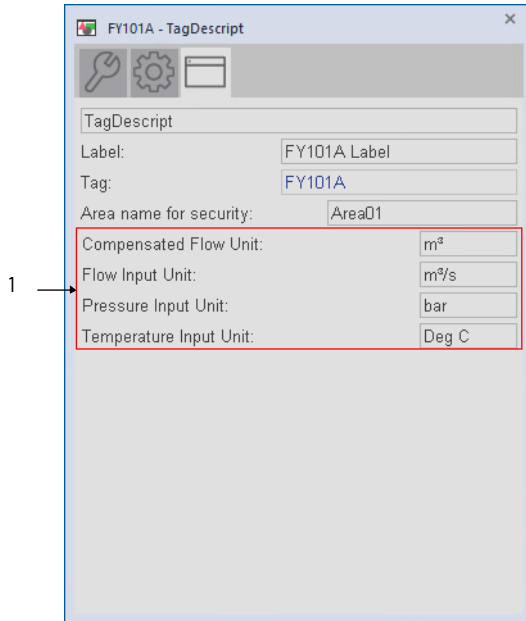 FY101A - TagDescript
TagDescript
Label: FY101A Label
Tag: FY101A
Area name for security: Area01
Compensated Flow Unit: m³
Flow Input Unit: m³/s
Pressure Input Unit: bar
Temperature Input Unit: Deg C
1